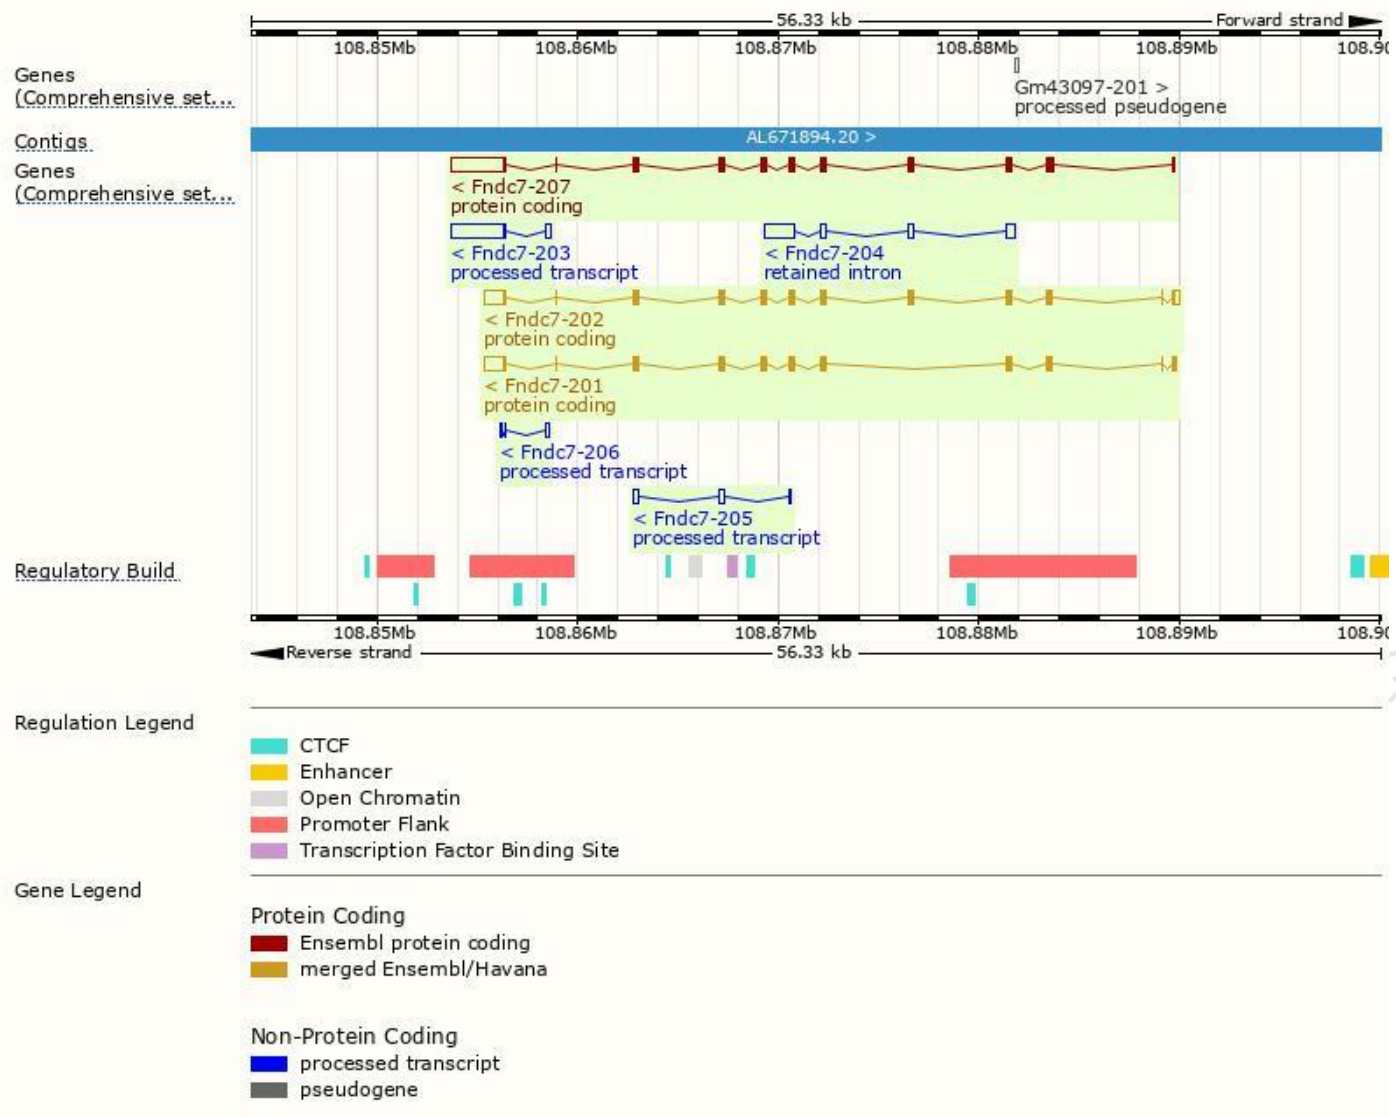 56.33 kb Forward strand
108.85Mb 108.86Mb 108.87Mb 108.88Mb 108.89Mb 108.90
Genes
(Comprehensive set...
Gm43097-201 >
processed pseudogene
Contigs
AL671894.20 >
Genes
(Comprehensive set...
< Fndc7-207
protein coding
< Fndc7-203
processed transcript
< Fndc7-204
retained intron
< Fndc7-202
protein coding
< Fndc7-201
protein coding
< Fndc7-206
processed transcript
< Fndc7-205
processed transcript
Regulatory Build
108.85Mb 108.86Mb 108.87Mb 108.88Mb 108.89Mb 108.90
Reverse strand 56.33 kb
Regulation Legend
CTCF
Enhancer
Open Chromatin
Promoter Flank
Transcription Factor Binding Site
Gene Legend
Protein Coding
Ensembl protein coding
merged Ensembl/Havana
Non-Protein Coding
processed transcript
pseudogene